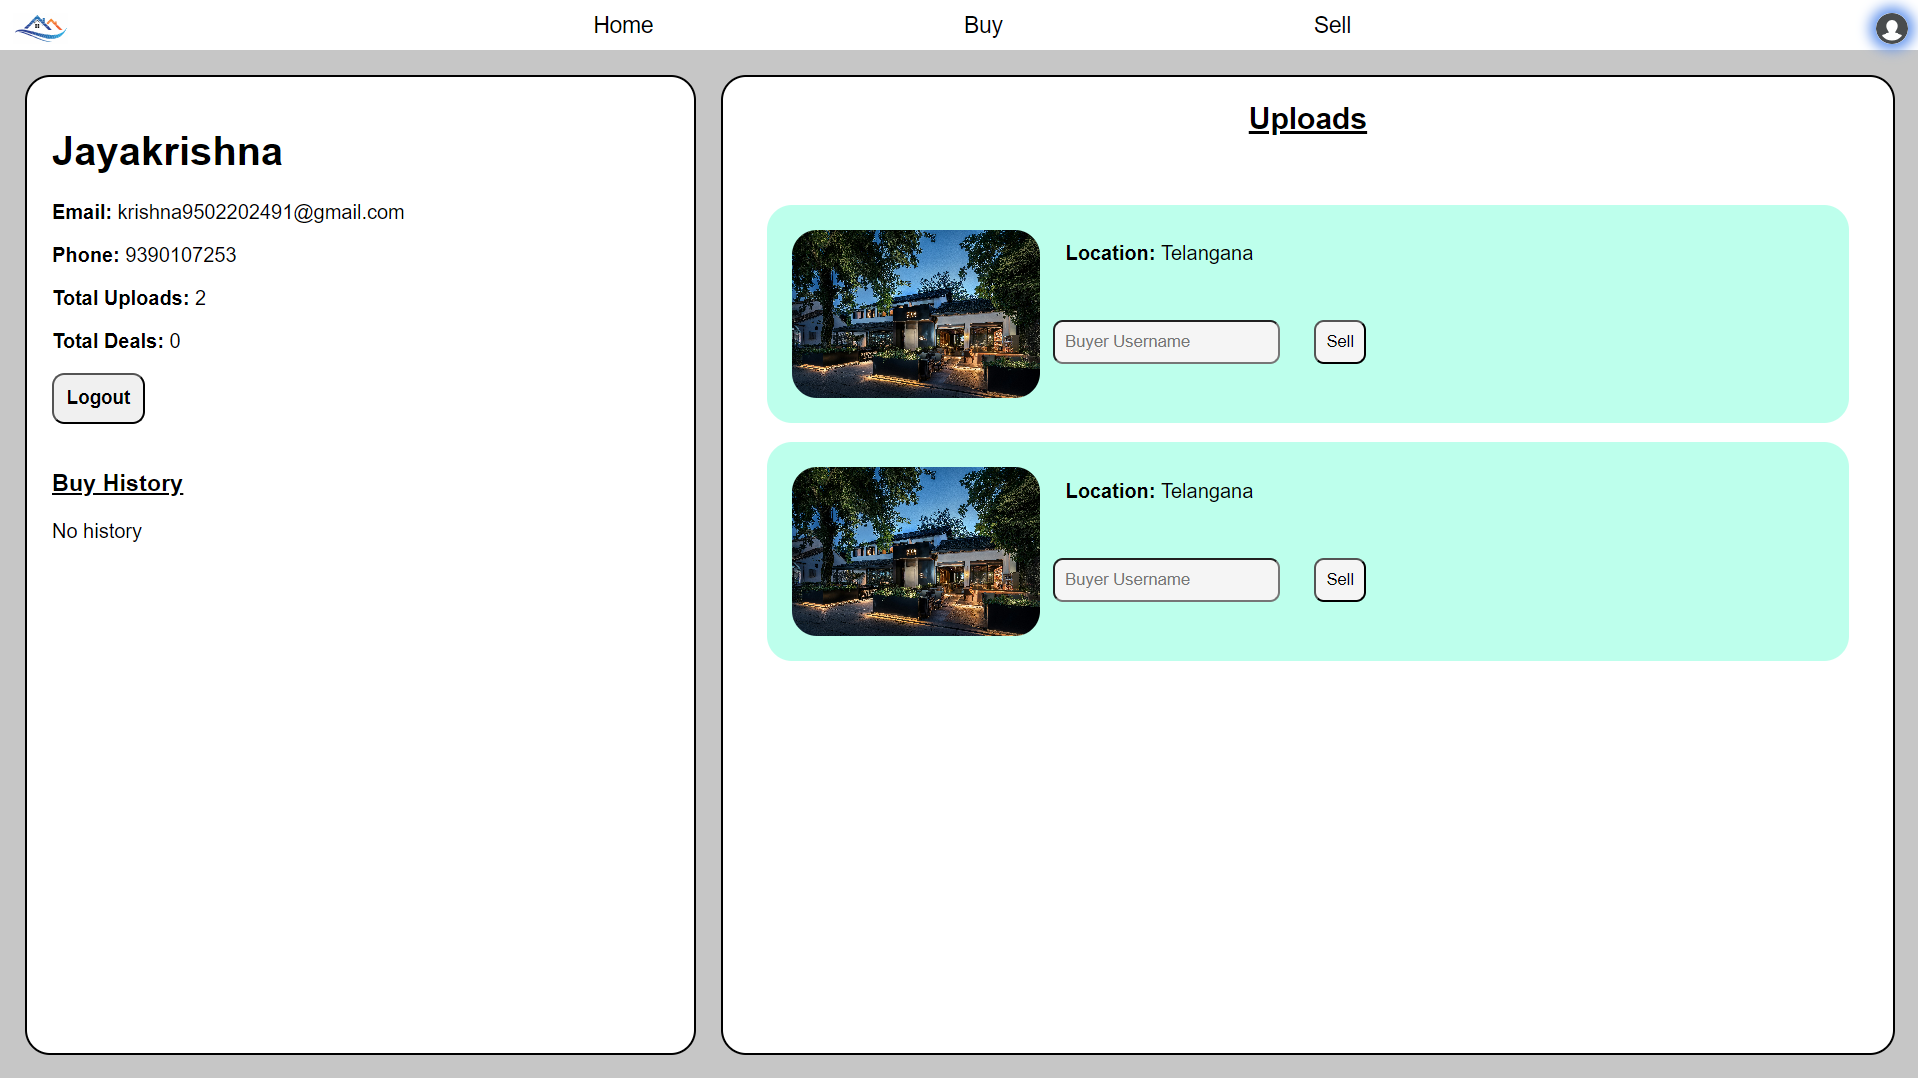 Home
Buy
Sell
Jayakrishna
Email: krishna9502202491@gmail.com
Phone: 9390107253
Total Uploads: 2
Total Deals: 0
Logout
Buy History
No history
Uploads
Location: Telangana
Buyer Username
Sell
Location: Telangana
Buyer Username
Sell